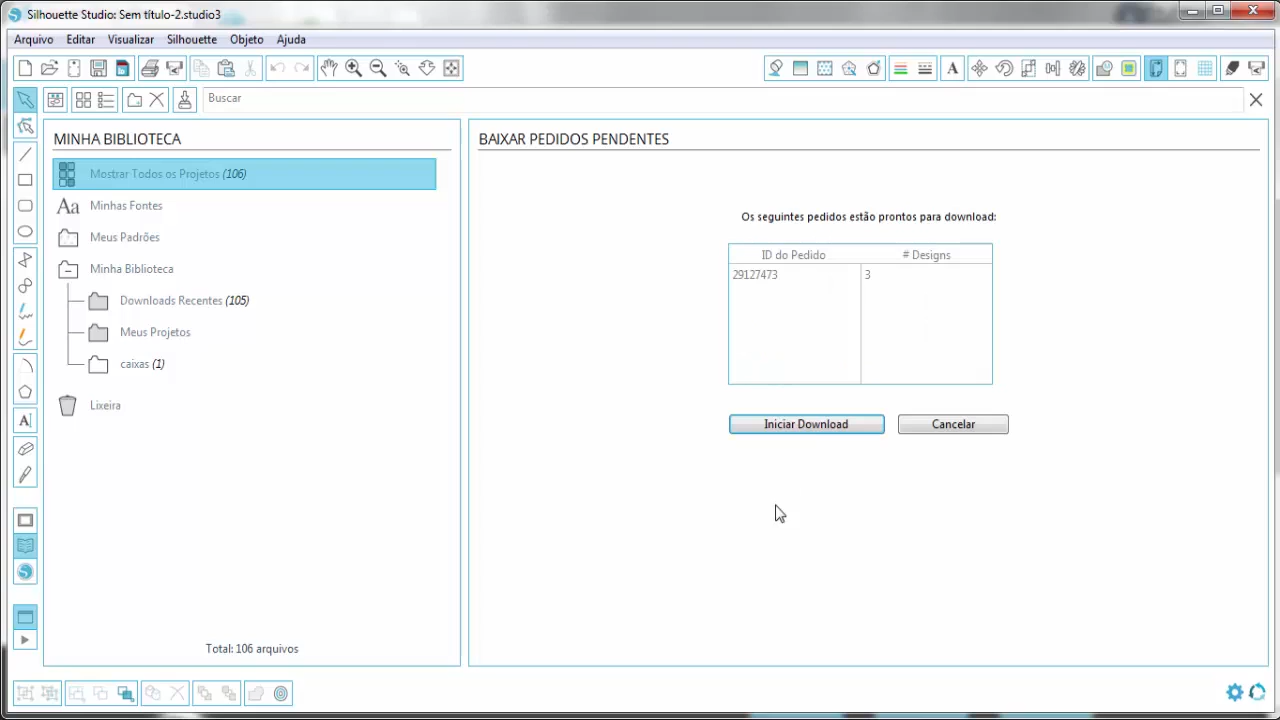 Silhouette Studio: Sem título-2.studio3
Arquivo Editar Visualizar Silhouette Objeto Ajuda
Buscar
MINHA BIBLIOTECA
Mostrar Todos os Projetos (106)
Aa Minhas Fontes
Meus Padrões
Minha Biblioteca
Downloads Recentes (105)
Meus Projetos
caixas (1)
Lixeira
Total: 106 arquivos
BAIXAR PEDIDOS PENDENTES
Os seguintes pedidos estão prontos para download:
ID do Pedido # Designs
29127473 3
Iniciar Download Cancelar